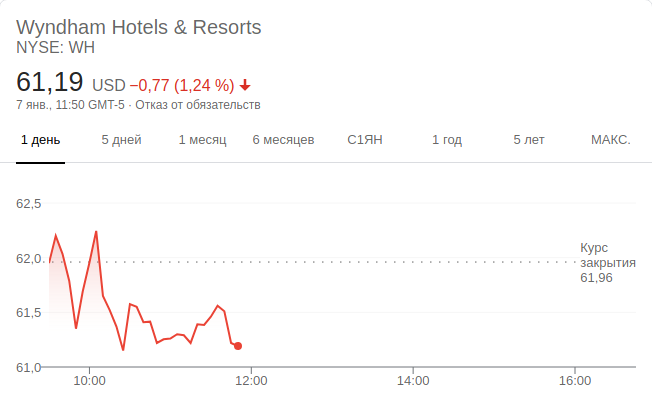 Wyndham Hotels & Resorts
NYSE: WH
61,19 USD −0,77 (1,24 %)
7 янв., 11:50 GMT-5 · Отказ от обязательств
1 день 5 дней 1 месяц 6 месяцев С1ЯН 1 год 5 лет МАКС.
62,5
62,0
61,5
61,0
Курс
закрытия
61,96
10:00 12:00 14:00 16:00